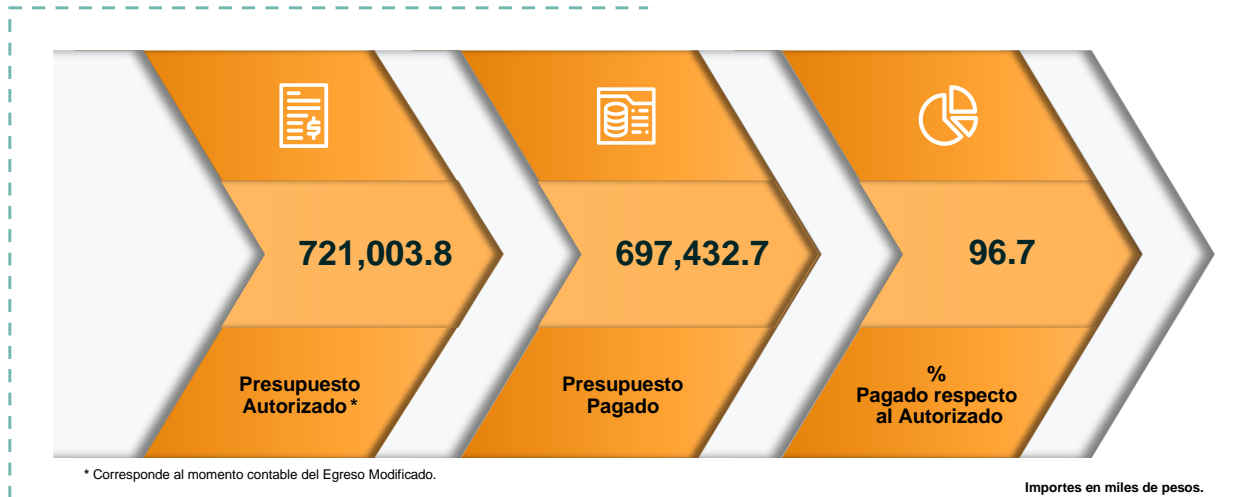 721,003.8
697,432.7
96.7
Presupuesto
Autorizado *
Presupuesto
Pagado
%
Pagado respecto
al Autorizado
* Corresponde al momento contable del Egreso Modificado.
Importes en miles de pesos.